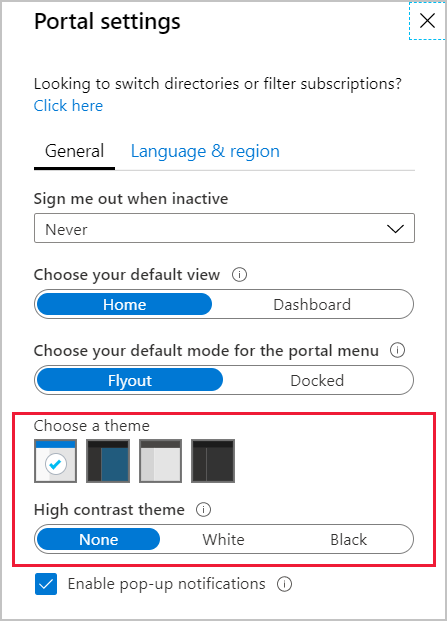 Portal settings
Looking to switch directories or filter subscriptions?
Click here
General Language & region
Sign me out when inactive
Never
Choose your default view
Home Dashboard
Choose your default mode for the portal menu
Flyout Docked
Choose a theme
High contrast theme
None White Black
Enable pop-up notifications